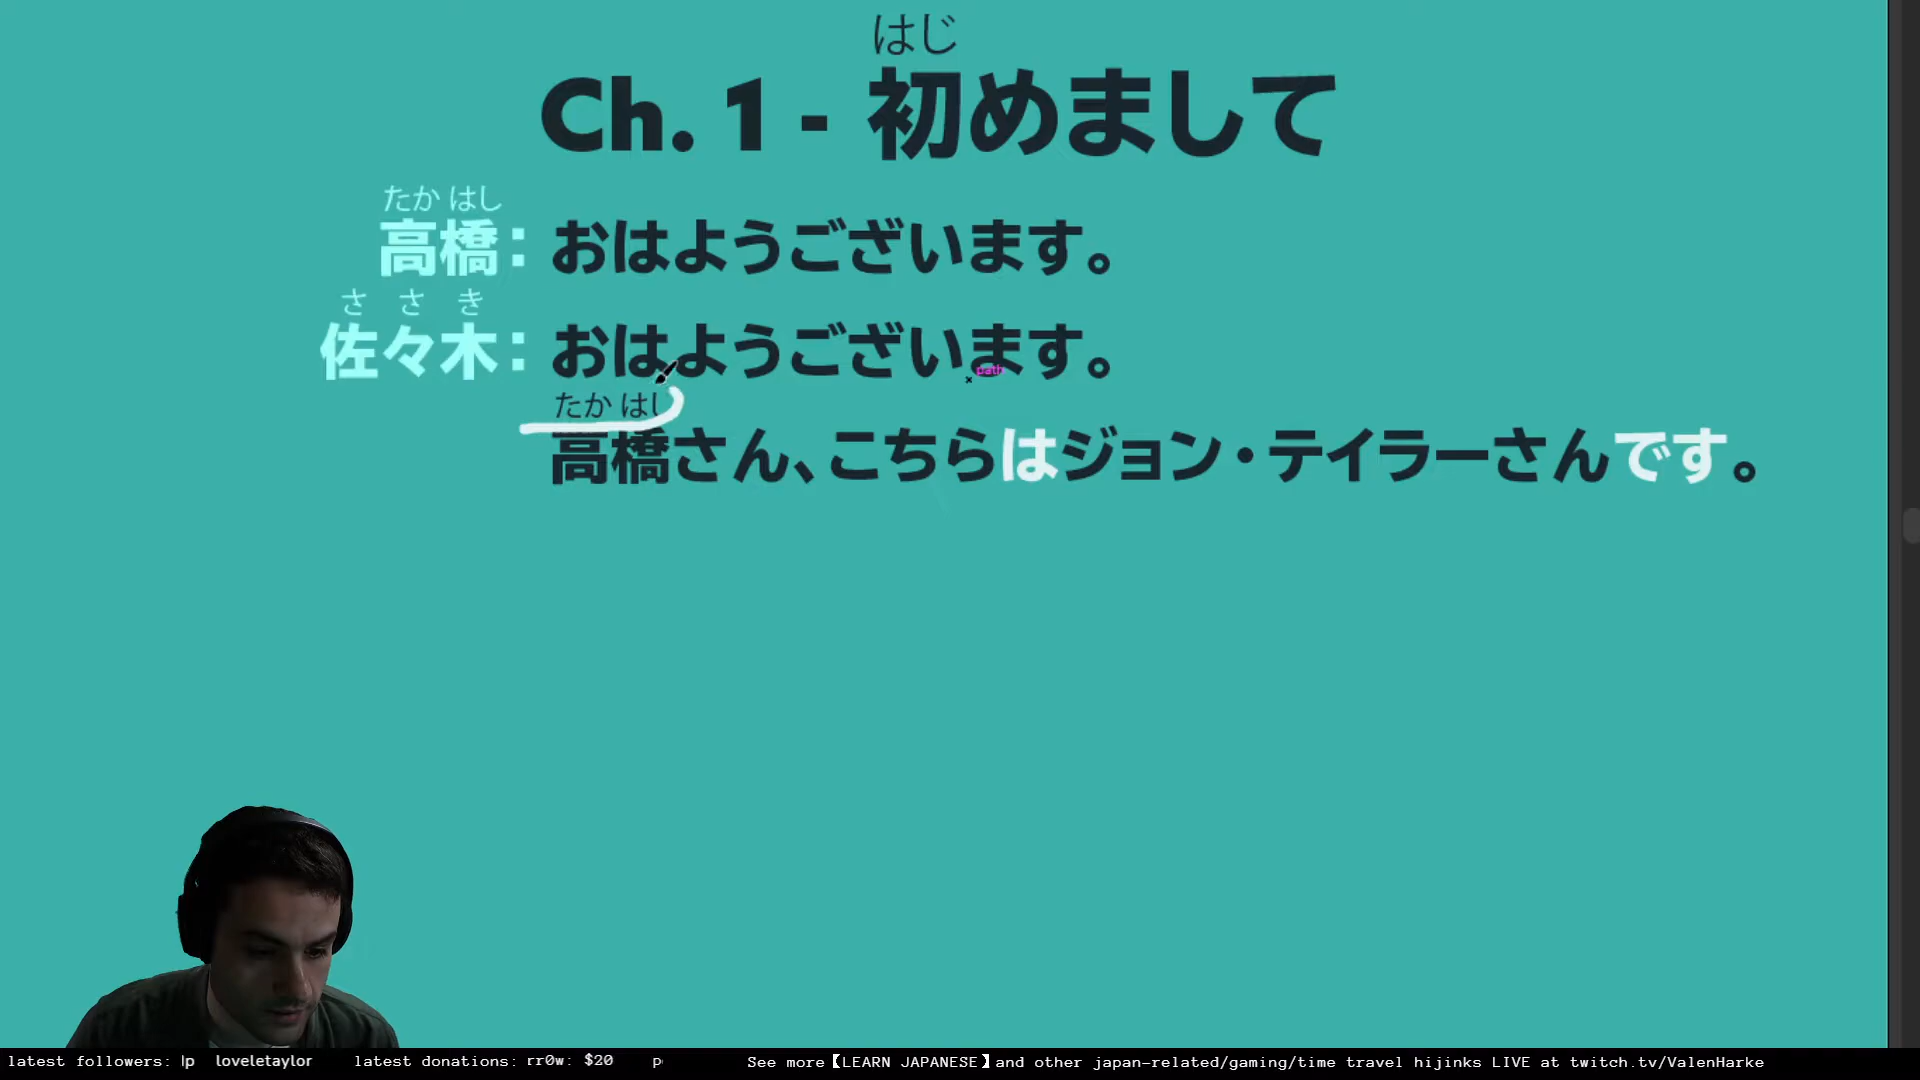 はじ
Ch. 1 - 初めまして
たか はし
高橋：おはようございます。
さ さ き
佐々木：おはようございます。
path
たか はし
高橋さん、こちらはジョン・テイラーさんです。
latest followers: lp loveletaylor latest donations: rr0w: $20 See more【LEARN JAPANESE】and other japan-related/gaming/time travel hijinks LIVE at twitch.tv/ValenHarke